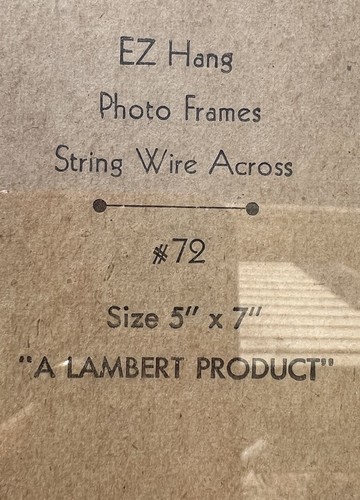 EZ Hang
Photo Frames
String Wire Across
#72
Size 5" x 7"
"A LAMBERT PRODUCT"